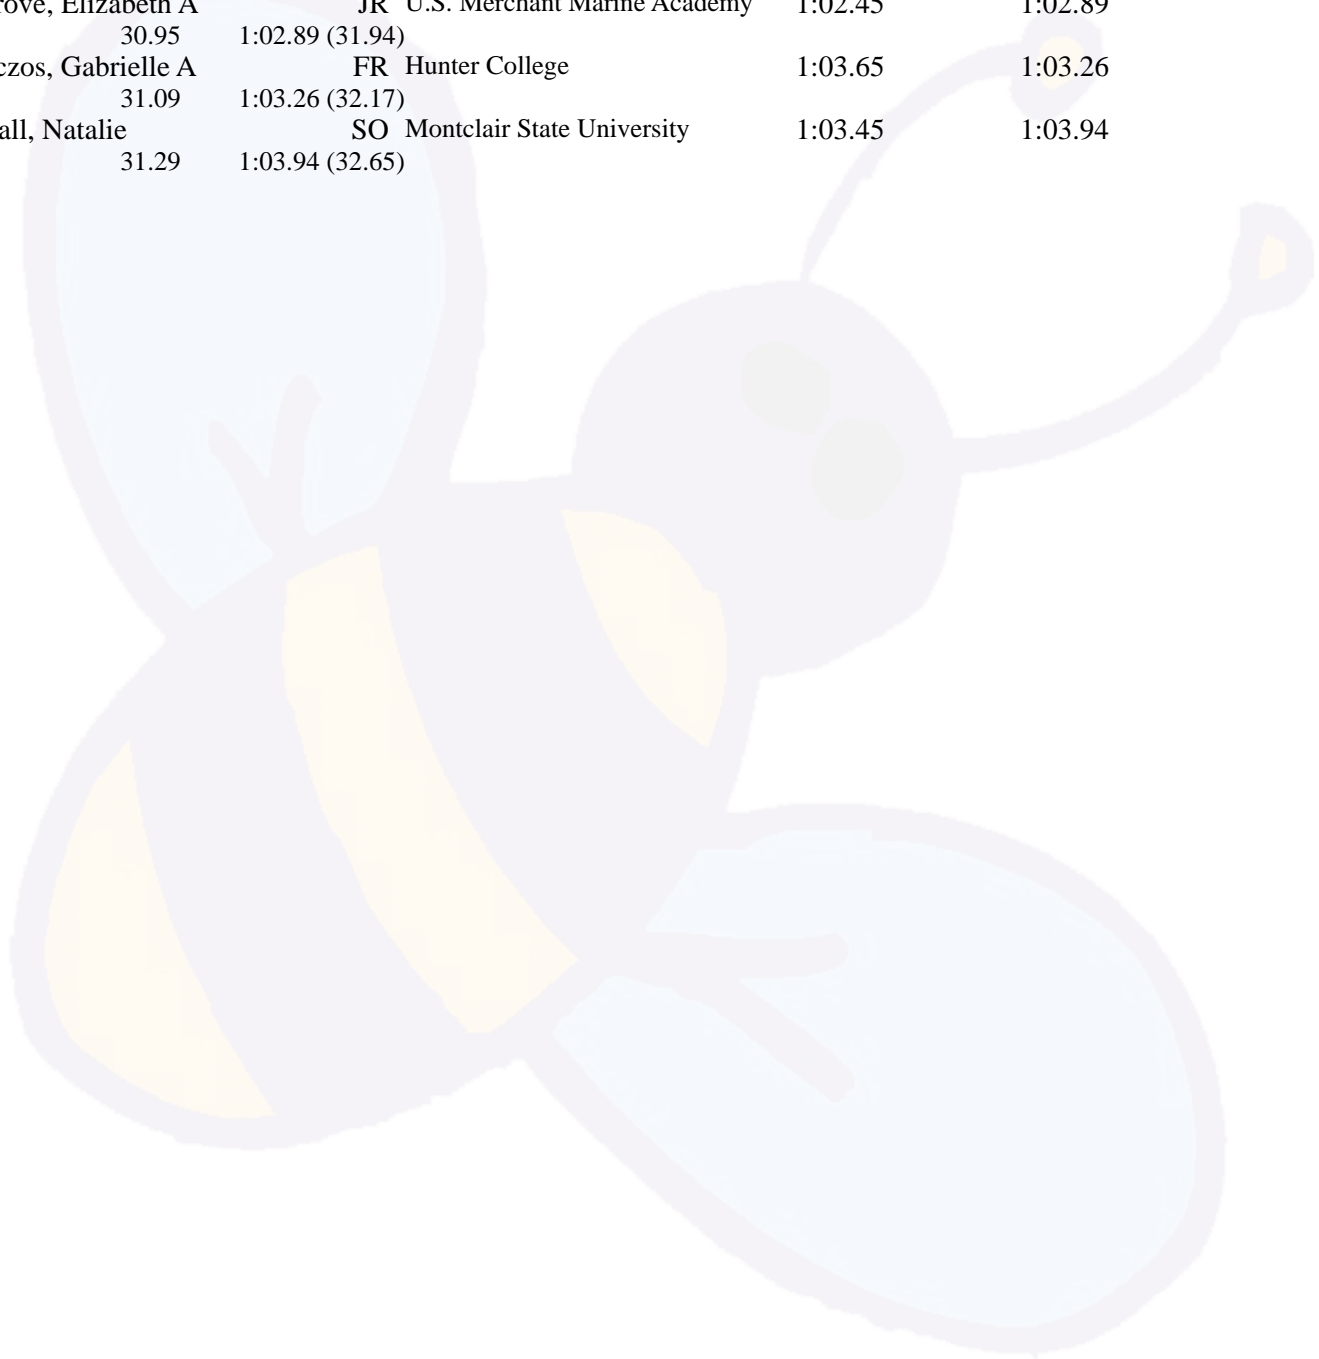 rove, Elizabeth A JR U.S. Merchant Marine Academy 1:02.45 1:02.89
30.95 1:02.89 (31.94)
czos, Gabrielle A FR Hunter College 1:03.65 1:03.26
31.09 1:03.26 (32.17)
all, Natalie SO Montclair State University 1:03.45 1:03.94
31.29 1:03.94 (32.65)